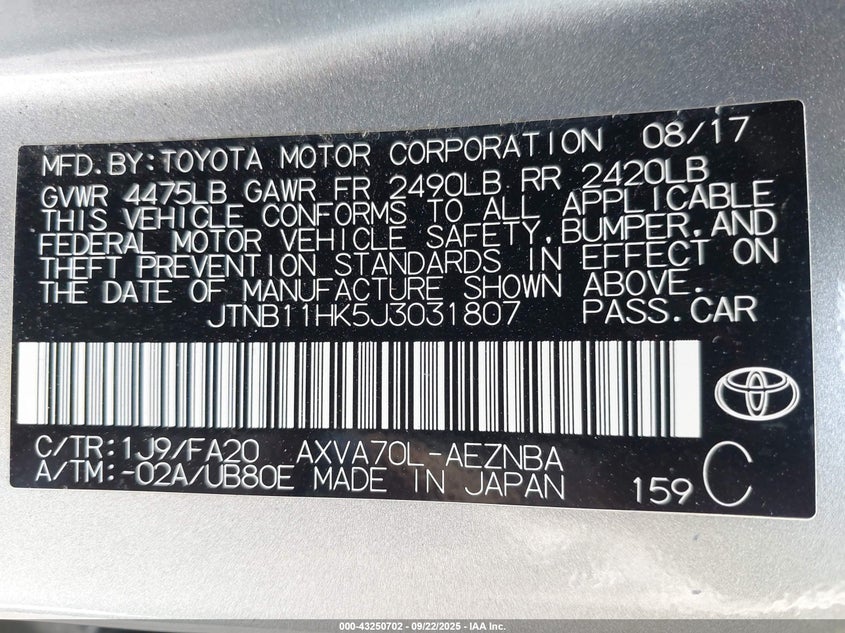 MFD.BY:TOYOTA MOTOR CORPORATION 08/17
GVWR 4475LB GAWR FR 2490LB RR 2420LB
THIS VEHICLE CONFORMS TO ALL APPLICABLE
FEDERAL MOTOR VEHICLE SAFETY,BUMPER,AND
THEFT PREVENTION STANDARDS IN EFFECT ON
THE DATE OF MANUFACTURE SHOWN ABOVE.
JTNB11HK5J3031807 PASS.CAR
C/TR:1J9/FA20 AXVA70L-AEZNBA
A/TM:-02A/UB80E MADE IN JAPAN 159 C
000-43250702 - 09/22/2025 - IAA Inc.